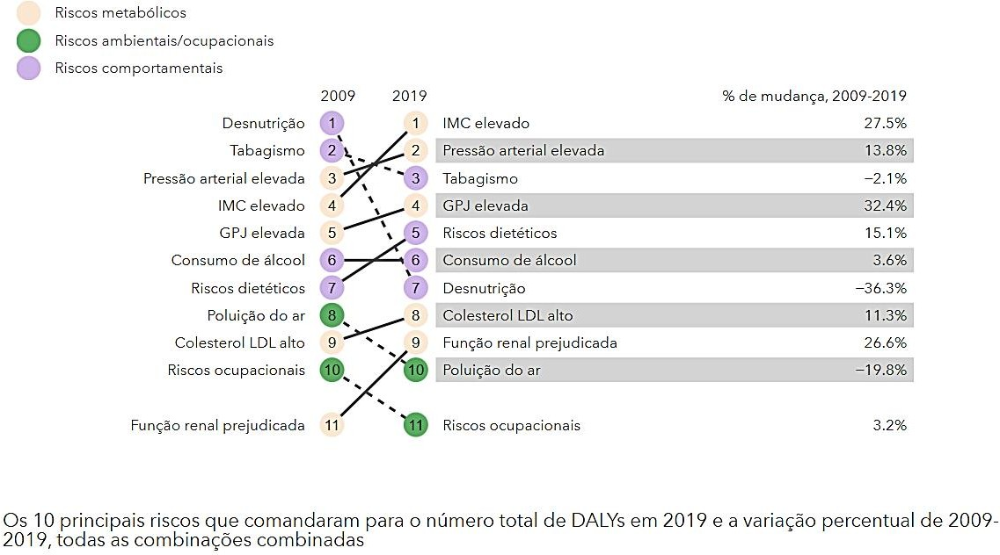 Riscos metabólicos
Riscos ambientais/ocupacionais
Riscos comportamentais
2009 2019 % de mudança, 2009-2019
Desnutrição 1 1 IMC elevado 27.5%
Tabagismo 2 2 Pressão arterial elevada 13.8%
Pressão arterial elevada 3 3 Tabagismo −2.1%
IMC elevado 4 4 GPJ elevada 32.4%
GPJ elevada 5 5 Riscos dietéticos 15.1%
Consumo de álcool 6 6 Consumo de álcool 3.6%
Riscos dietéticos 7 7 Desnutrição −36.3%
Poluição do ar 8 8 Colesterol LDL alto 11.3%
Colesterol LDL alto 9 9 Função renal prejudicada 26.6%
Riscos ocupacionais 10 10 Poluição do ar −19.8%
Função renal prejudicada 11 11 Riscos ocupacionais 3.2%
Os 10 principais riscos que comandaram para o número total de DALYs em 2019 e a variação percentual de 2009-
2019, todas as combinações combinadas